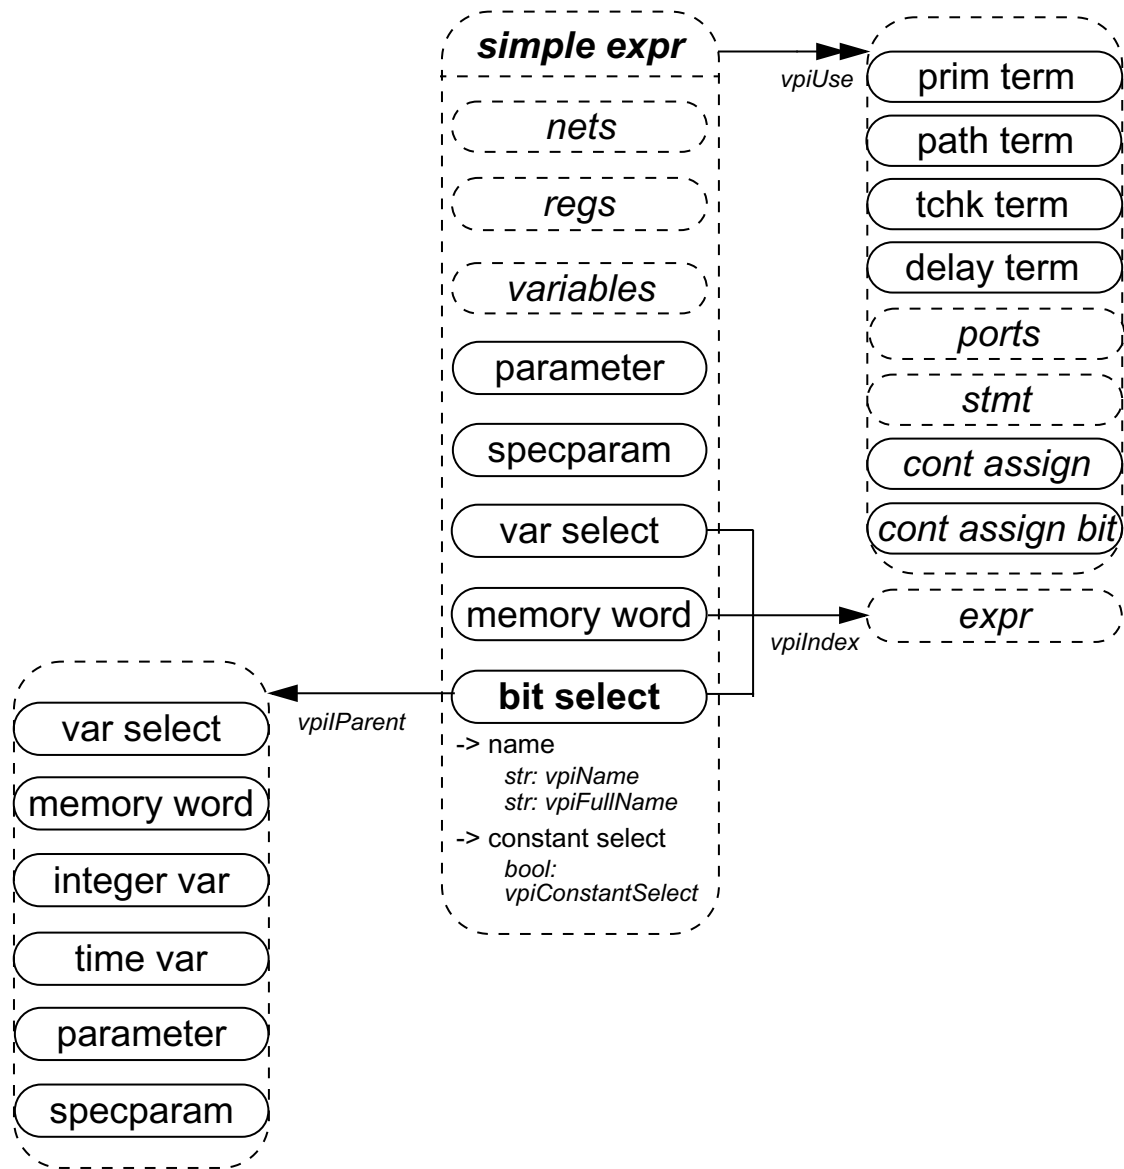 simple expr
nets
regs
variables
parameter
specparam
var select
memory word
bit select
-> name
str: vpiName
str: vpiFullName
-> constant select
bool:
vpiConstantSelect
vpiUse
prim term
path term
tchk term
delay term
ports
stmt
cont assign
cont assign bit
vpiIndex
expr
vpiIParent
var select
memory word
integer var
time var
parameter
specparam